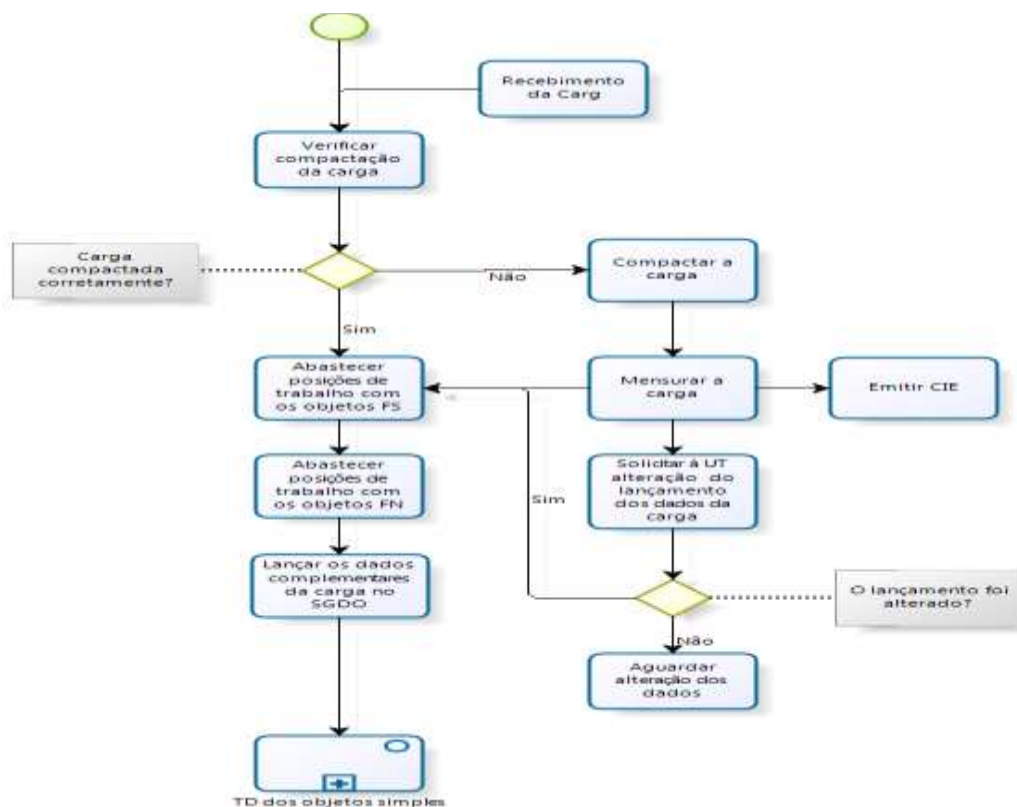 Recebimento
da Carg
Verificar
compactação
da carga
Carga
compactada
corretamente?
Não
Compactar a
carga
Sim
Abastecer
posições de
trabalho com
os objetos FS
Mensurar a
carga
Emitir CIE
Abastecer
posições de
trabalho com
os objetos FN
Sim
Solicitar à UT
alteração do
lançamento
dos dados da
carga
Lançar os dados
complementares
da carga no
SGDO
O lançamento foi
alterado?
Não
Aguardar
alteração dos
dados
TD dos objetos simples